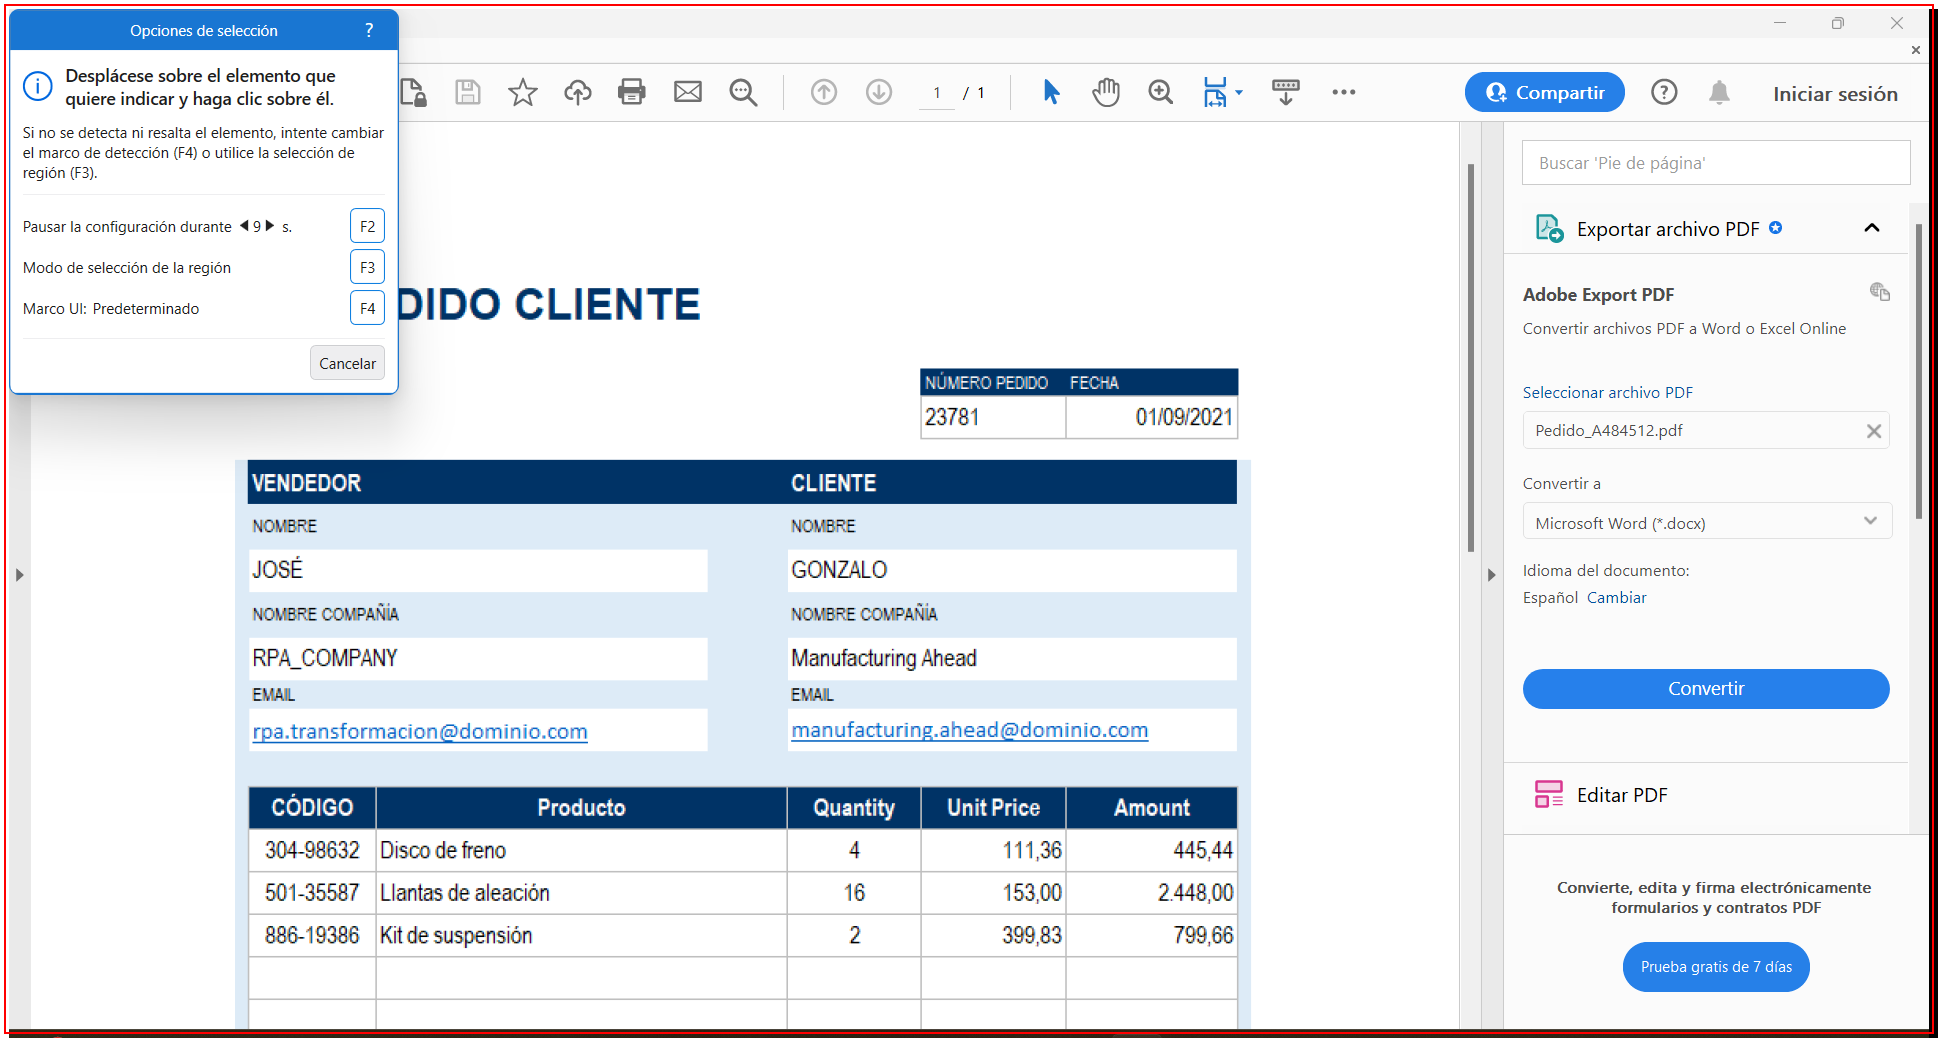 Opciones de selección ?
Desplácese sobre el elemento que
quiere indicar y haga clic sobre él.
Si no se detecta ni resalta el elemento, intente cambiar
el marco de detección (F4) o utilice la selección de
región (F3).
Pausar la configuración durante 9 s. F2
Modo de selección de la región F3
Marco UI: Predeterminado F4
Cancelar
1 / 1
Compartir
Iniciar sesión
DIDO CLIENTE
NÚMERO PEDIDO FECHA
23781 01/09/2021
VENDEDOR CLIENTE
NOMBRE NOMBRE
JOSÉ GONZALO
NOMBRE COMPAÑÍA NOMBRE COMPAÑÍA
RPA_COMPANY Manufacturing Ahead
EMAIL EMAIL
rpa.transformacion@dominio.com manufacturing.ahead@dominio.com
CÓDIGO Producto Quantity Unit Price Amount
304-98632 Disco de freno 4 111,36 445,44
501-35587 Llantas de aleación 16 153,00 2.448,00
886-19386 Kit de suspensión 2 399,83 799,66
Buscar 'Pie de página'
Exportar archivo PDF
Adobe Export PDF
Convertir archivos PDF a Word o Excel Online
Seleccionar archivo PDF
Pedido_A484512.pdf
Convertir a
Microsoft Word (*.docx)
Idioma del documento:
Español Cambiar
Convertir
Editar PDF
Convierte, edita y firma electrónicamente
formularios y contratos PDF
Prueba gratis de 7 días